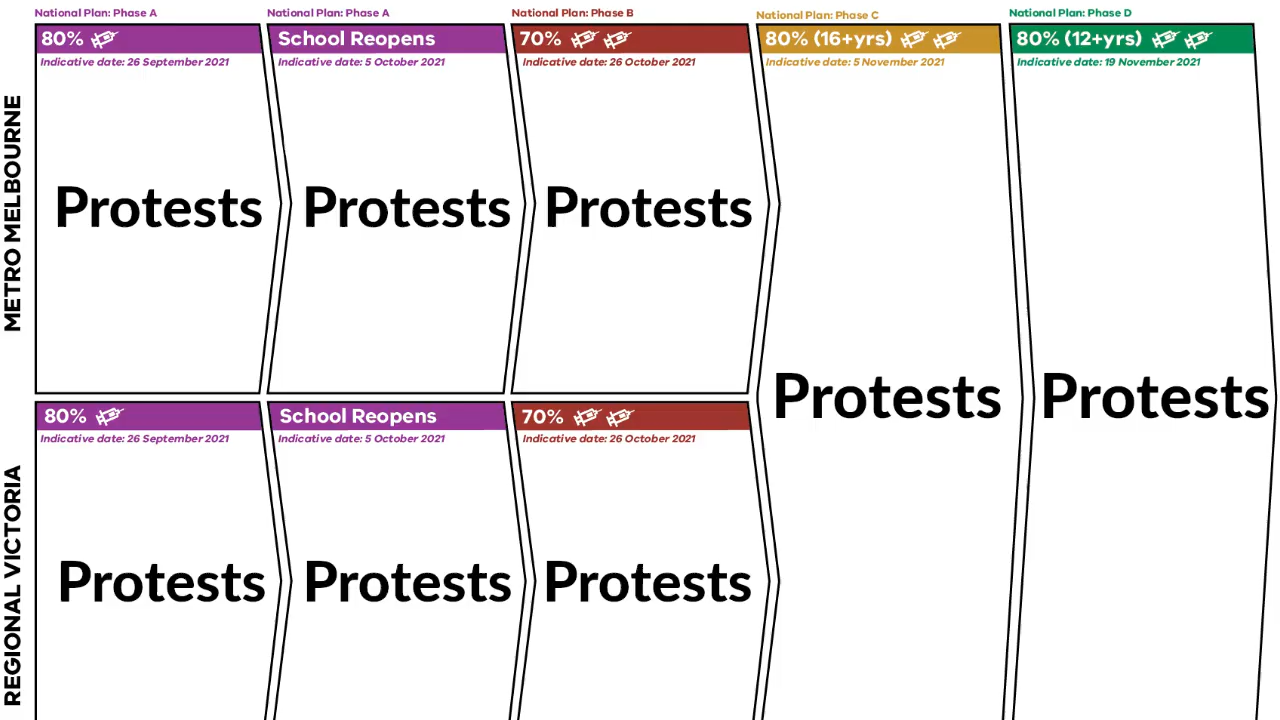 National Plan: Phase A
National Plan: Phase A
National Plan: Phase B
National Plan: Phase C
National Plan: Phase D
METRO MELBOURNE
80%
Indicative date: 26 September 2021
Protests
School Reopens
Indicative date: 5 October 2021
Protests
70%
Indicative date: 26 October 2021
Protests
80% (16+yrs)
Indicative date: 5 November 2021
Protests
80% (12+yrs)
Indicative date: 19 November 2021
Protests
REGIONAL VICTORIA
80%
Indicative date: 26 September 2021
Protests
School Reopens
Indicative date: 5 October 2021
Protests
70%
Indicative date: 26 October 2021
Protests